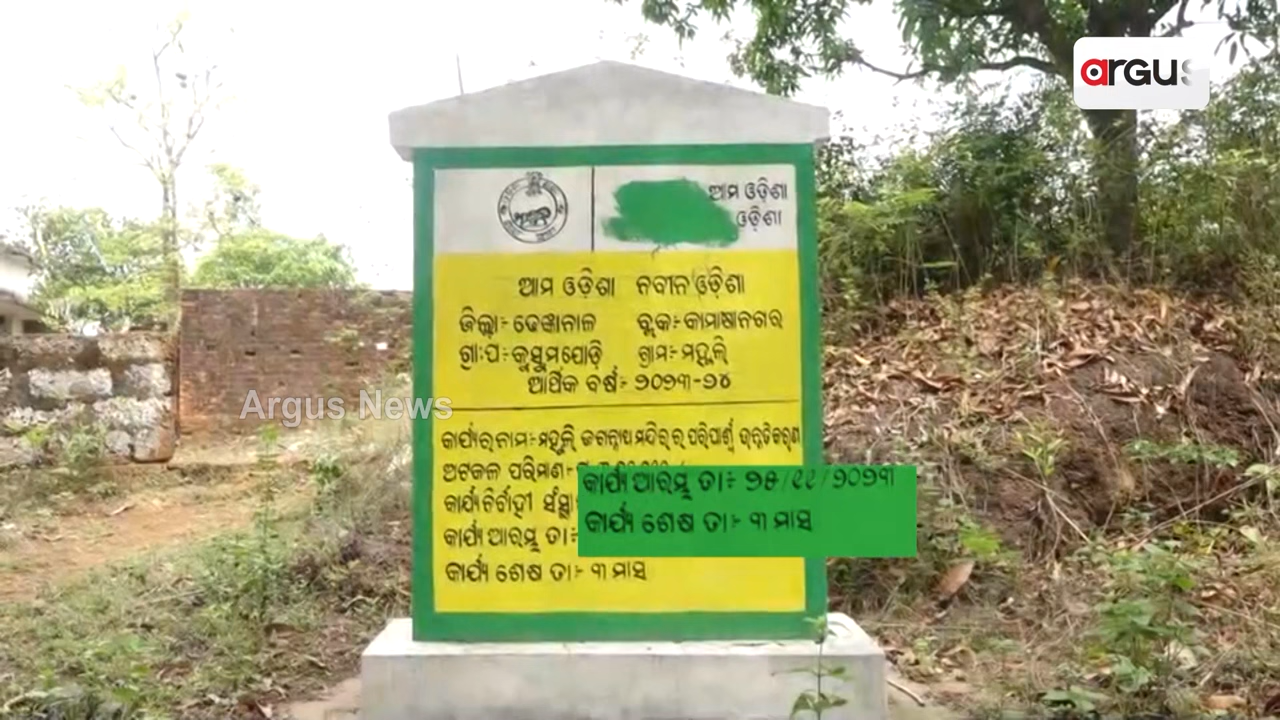 argus
ଆମ ଓଡ଼ିଶା
ଓଡ଼ିଶା
ଆମ ଓଡ଼ିଶା ନବୀନ ଓଡ଼ିଶା
ଜିଲ୍ଲା:- ଢେଙ୍କାନାଳ ବ୍ଲକ:- କାମାକ୍ଷାନଗର
ଗ୍ରା:ପ:- କୁସୁମଯୋଡ଼ି ଗ୍ରାମ:- ମହୁଲି
ଆର୍ଥିକ ବର୍ଷ:- ୨୦୨୩-୨୪
Argus News
କାର୍ଯ୍ୟର ନାମ:- ମହୁଲି ଜଗନ୍ନାଥ ମନ୍ଦିର ର ପରିପାର୍ଶ୍ୱ ଉନ୍ନତିକରଣ
ଅଟକଳ ପରିମାଣ:-
କାର୍ଯ୍ୟ ନିର୍ବାହୀ ସଂସ୍ଥା
କାର୍ଯ୍ୟ ଆରମ୍ଭ ତା:-
କାର୍ଯ୍ୟ ଶେଷ ତା:- ୩ ମାସ
କାର୍ଯ୍ୟ ଆରମ୍ଭ ତା:- ୨୫/୧୧/୨୦୨୩
କାର୍ଯ୍ୟ ଶେଷ ତା:- ୩ ମାସ